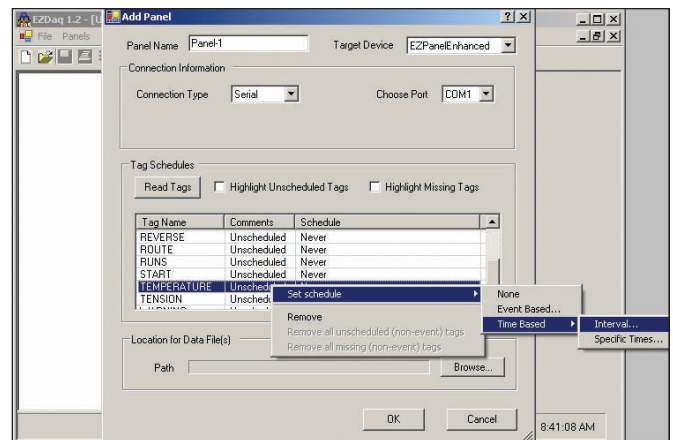 EZDaq 1.2 - [U
Add Panel
File Panels
Panel Name Panel-1 Target Device EZPanelEnhanced
Connection Information
Connection Type Serial Choose Port COM1
Tag Schedules
Read Tags Highlight Unscheduled Tags Highlight Missing Tags
Tag Name Comments Schedule
REVERSE Unscheduled Never
ROUTE Unscheduled Never
RUNS Unscheduled Never
START Unscheduled Never
TEMPERATURE
TENSION
Set schedule
Remove
Remove all unscheduled (non-event) tags
Remove all missing (non-event) tags
None
Event Based...
Time Based
Interval...
Specific Times...
Location for Data File(s)
Path Browse...
OK Cancel
8:41:08 AM